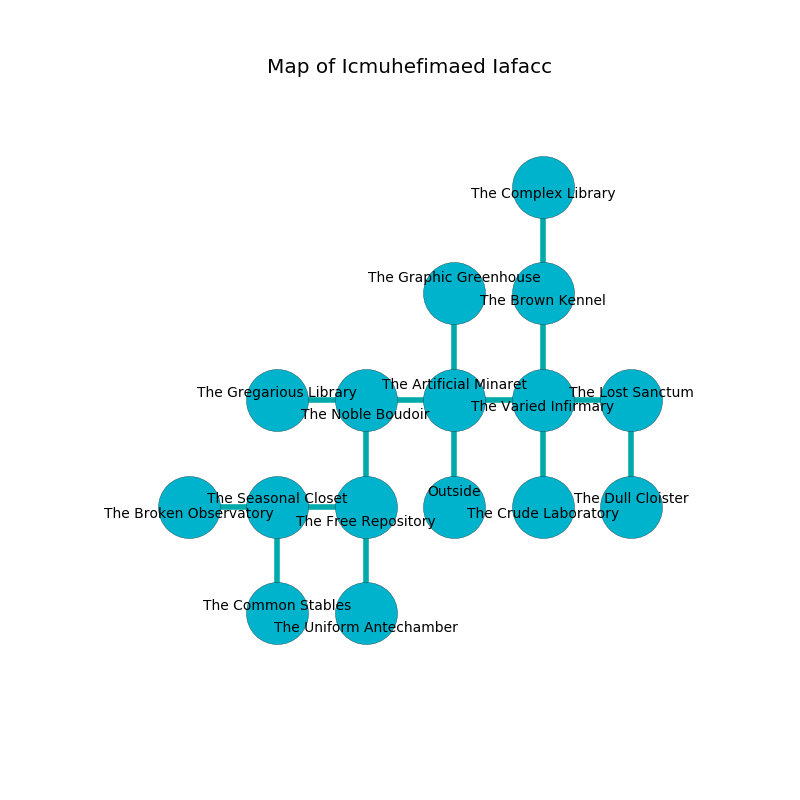 Map of Icmuhefimaed Iafacc
The Complex Library
The Graphic Greenhouse
The Brown Kennel
The Artificial Minaret
The Gregarious Library
The Lost Sanctum
The Varied Infirmary
The Noble Boudoir
Outside
The Seasonal Closet
The Dull Cloister
The Broken Observatory
The Crude Laboratory
The Free Repository
The Common Stables
The Uniform Antechamber